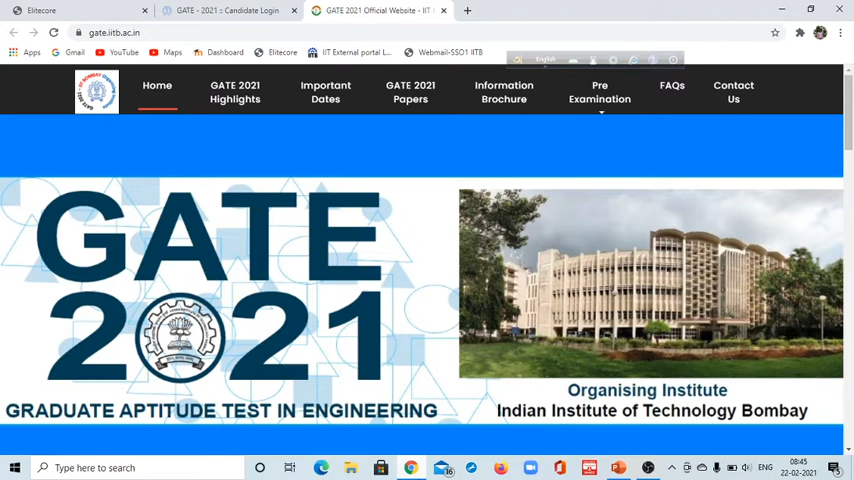 Elitecore
GATE - 2021 :: Candidate Login
GATE 2021 Official Website - IIT
gate.iitb.ac.in
Apps
Gmail
YouTube
Maps
Dashboard
Elitecore
IIT External portal L...
Webmail-SSO1 IITB
English
Home
GATE 2021
Highlights
Important
Dates
GATE 2021
Papers
Information
Brochure
Pre
Examination
FAQs
Contact
Us
GATE
2021
GRADUATE APTITUDE TEST IN ENGINEERING
Organising Institute
Indian Institute of Technology Bombay
Type here to search
16
ENG
08:45
22-02-2021
5